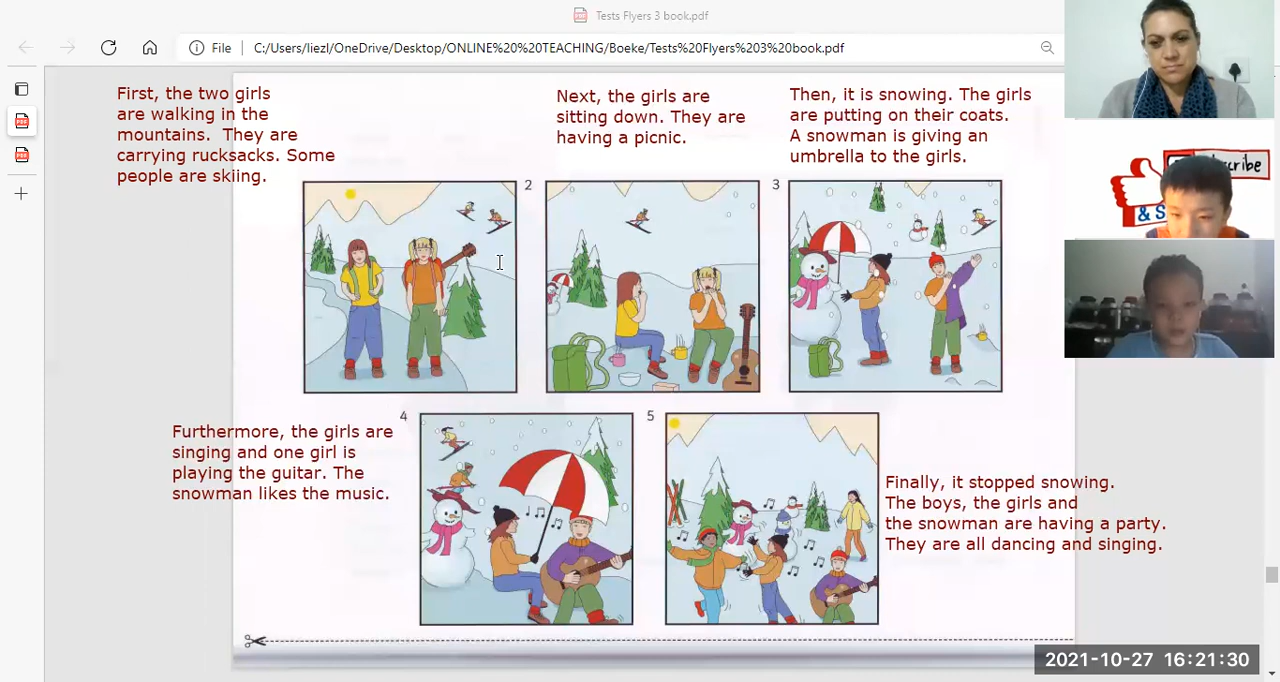 Tests Flyers 3 book.pdf
File
C:/Users/liezl/OneDrive/Desktop/ONLINE%20%20TEACHING/Boeke/Tests%20Flyers%203%20book.pdf
First, the two girls
are walking in the
mountains. They are
carrying rucksacks. Some
people are skiing.
Next, the girls are
sitting down. They are
having a picnic.
Then, it is snowing. The girls
are putting on their coats.
A snowman is giving an
umbrella to the girls.
2
3
Furthermore, the girls are
singing and one girl is
playing the guitar. The
snowman likes the music.
4
5
Finally, it stopped snowing.
The boys, the girls and
the snowman are having a party.
They are all dancing and singing.
& S
2021-10-27 16:21:30